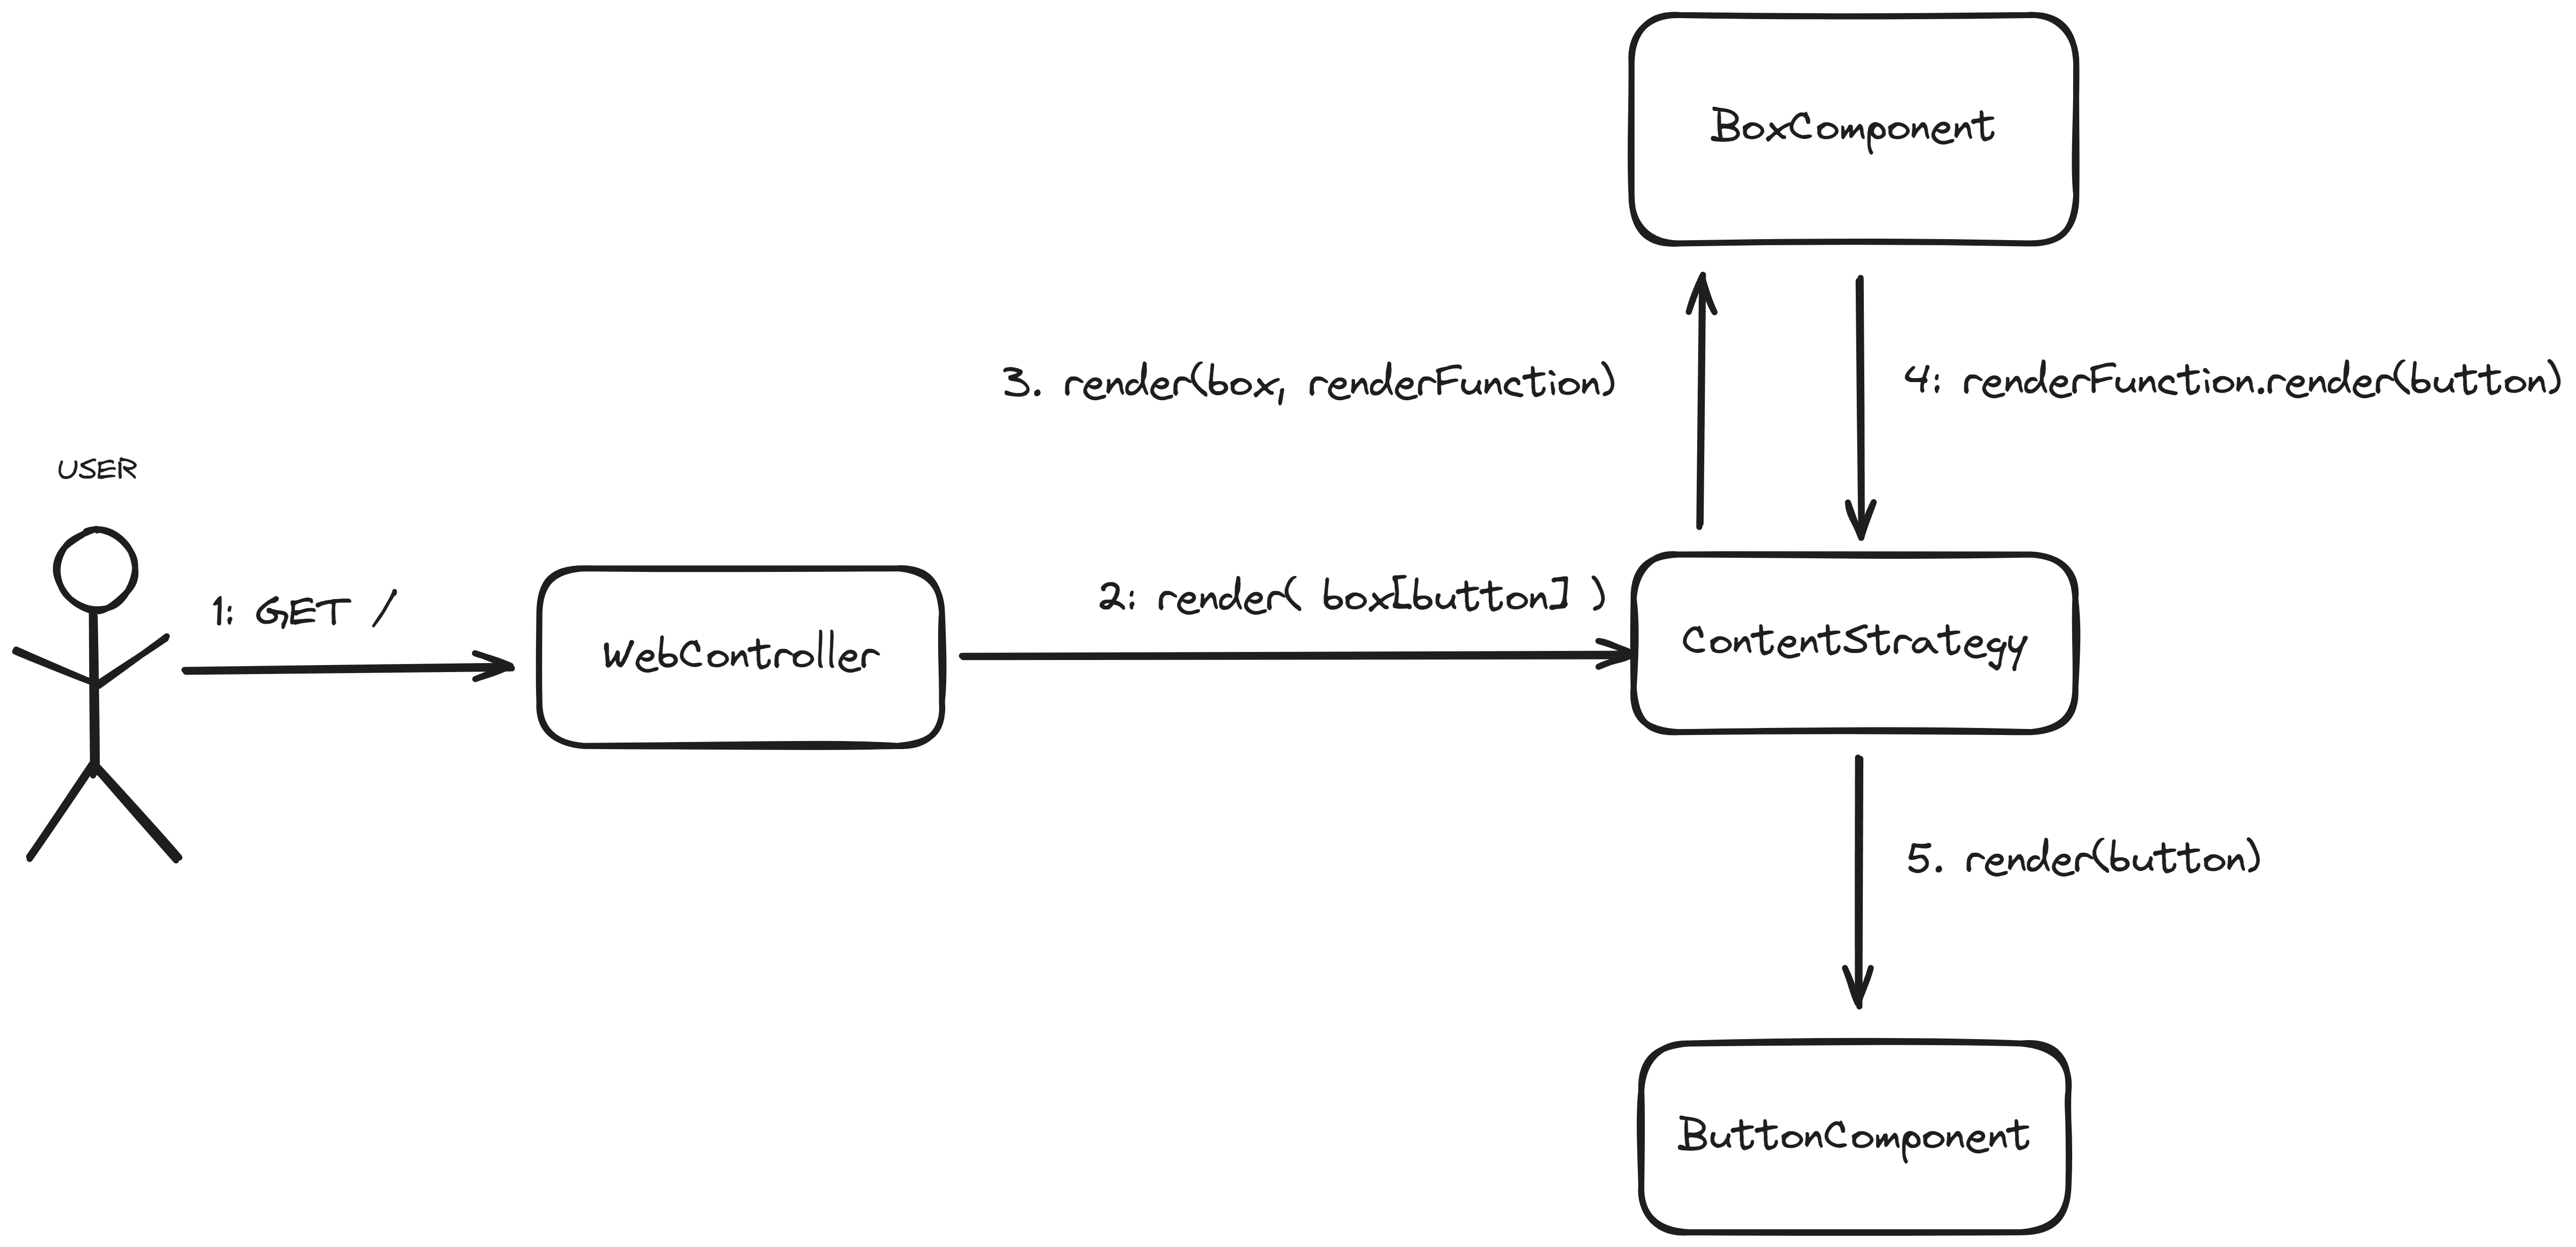 BoxComponent
3. render(box, renderFunction)
4: renderFunction.render(button)
USER
1: GET /
WebController
2: render( box[button] )
ContentStrategy
5. render(button)
ButtonComponent